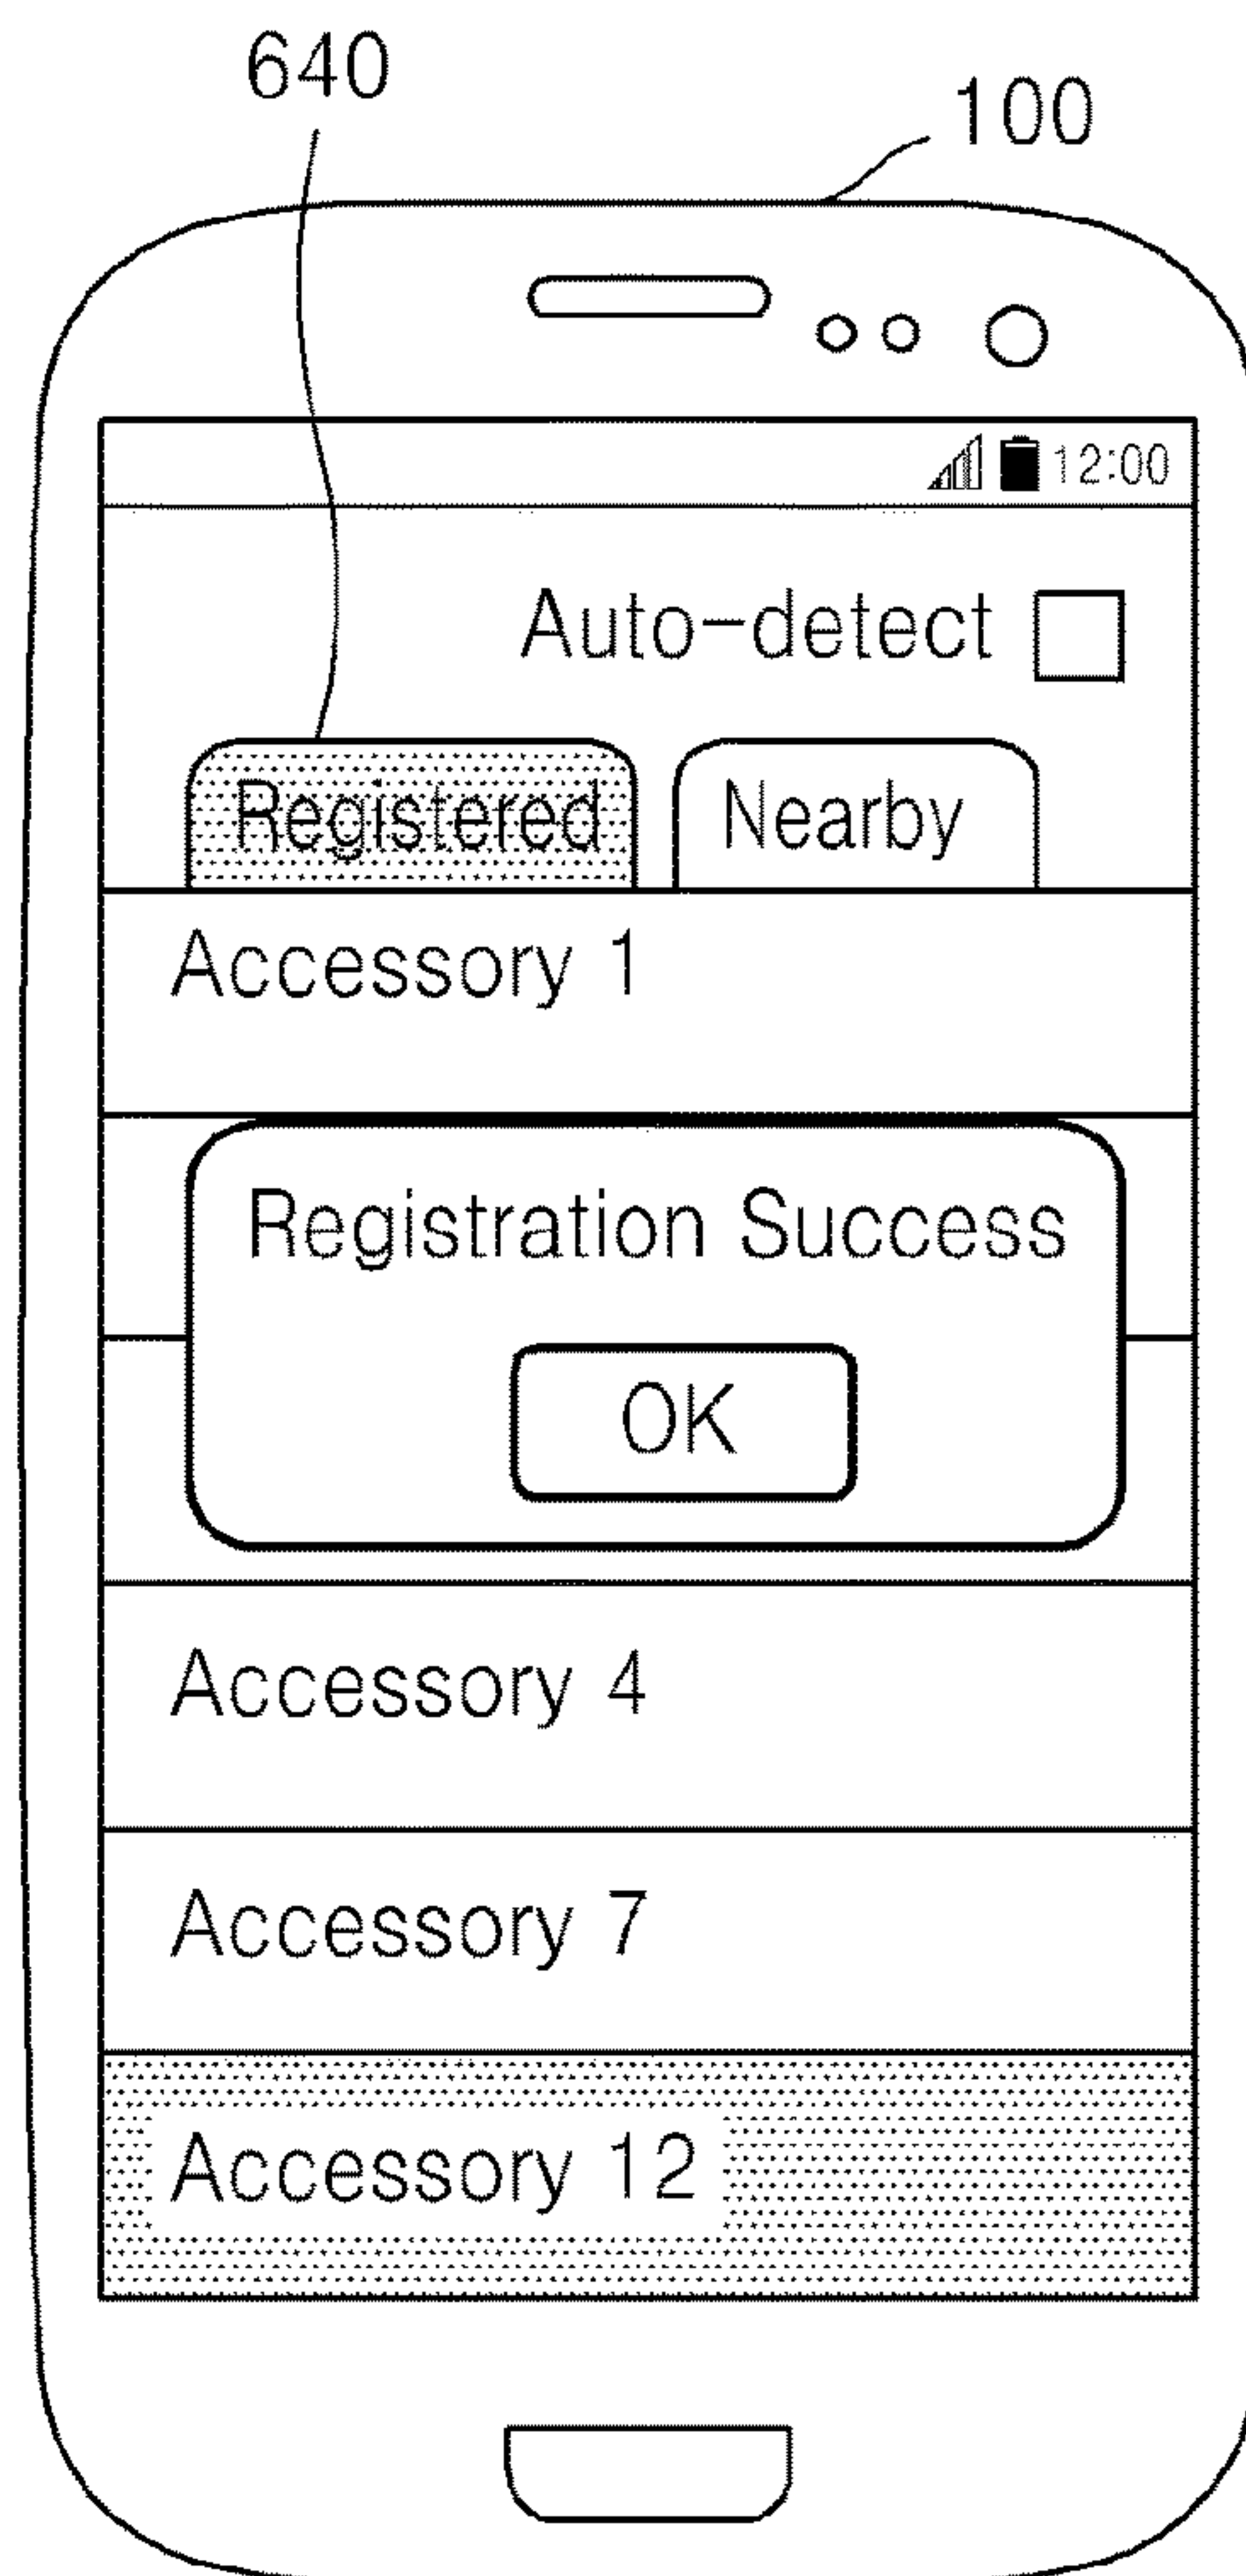 640
100
12:00
Auto-detect
Registered Nearby
Accessory 1
Registration Success
OK
Accessory 4
Accessory 7
Accessory 12